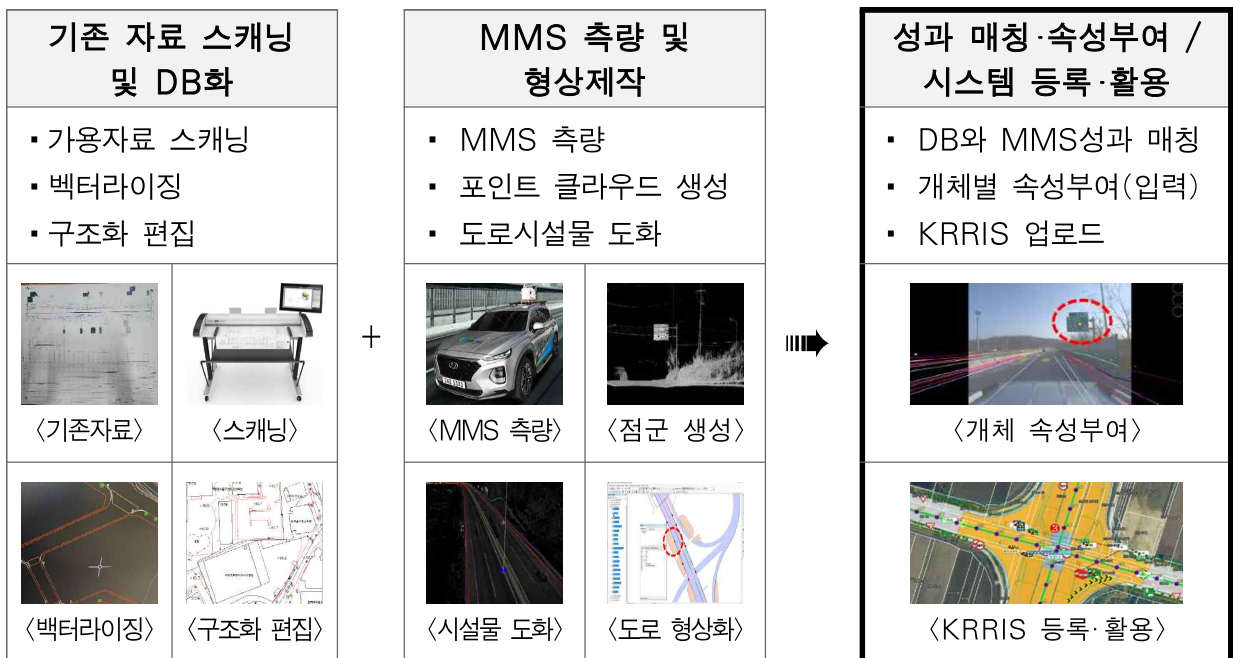 기존 자료 스캐닝
및 DB화
▪ 가용자료 스캐닝
▪ 벡터라이징
▪ 구조화 편집
〈기존자료〉
〈스캐닝〉
〈백터라이징〉
〈구조화 편집〉
+
MMS 측량 및
형상제작
▪ MMS 측량
▪ 포인트 클라우드 생성
▪ 도로시설물 도화
〈MMS 측량〉
〈점군 생성〉
〈시설물 도화〉
〈도로 형상화〉
성과 매칭·속성부여 /
시스템 등록·활용
▪ DB와 MMS성과 매칭
▪ 개체별 속성부여(입력)
▪ KRRIS 업로드
〈개체 속성부여〉
3
〈KRRIS 등록·활용〉